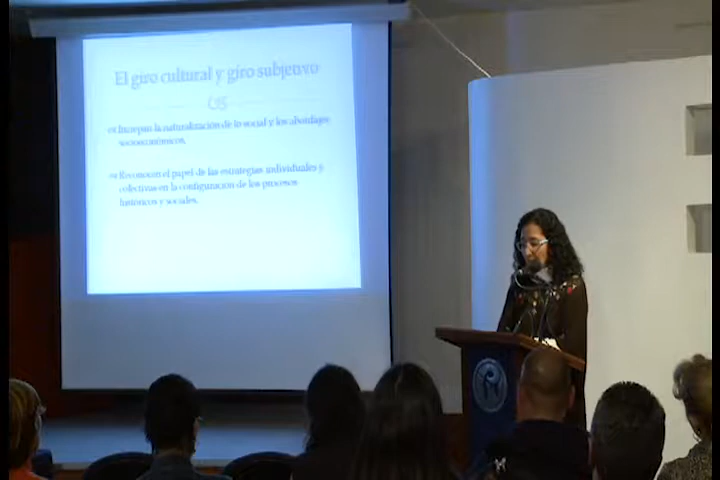 El giro cultural y giro subjetivo
Increpan la naturalización de lo social y los abordajes
socioeconómicos.
Reconocen el papel de las estrategias individuales y
colectivas en la configuración de los procesos
históricos y sociales.